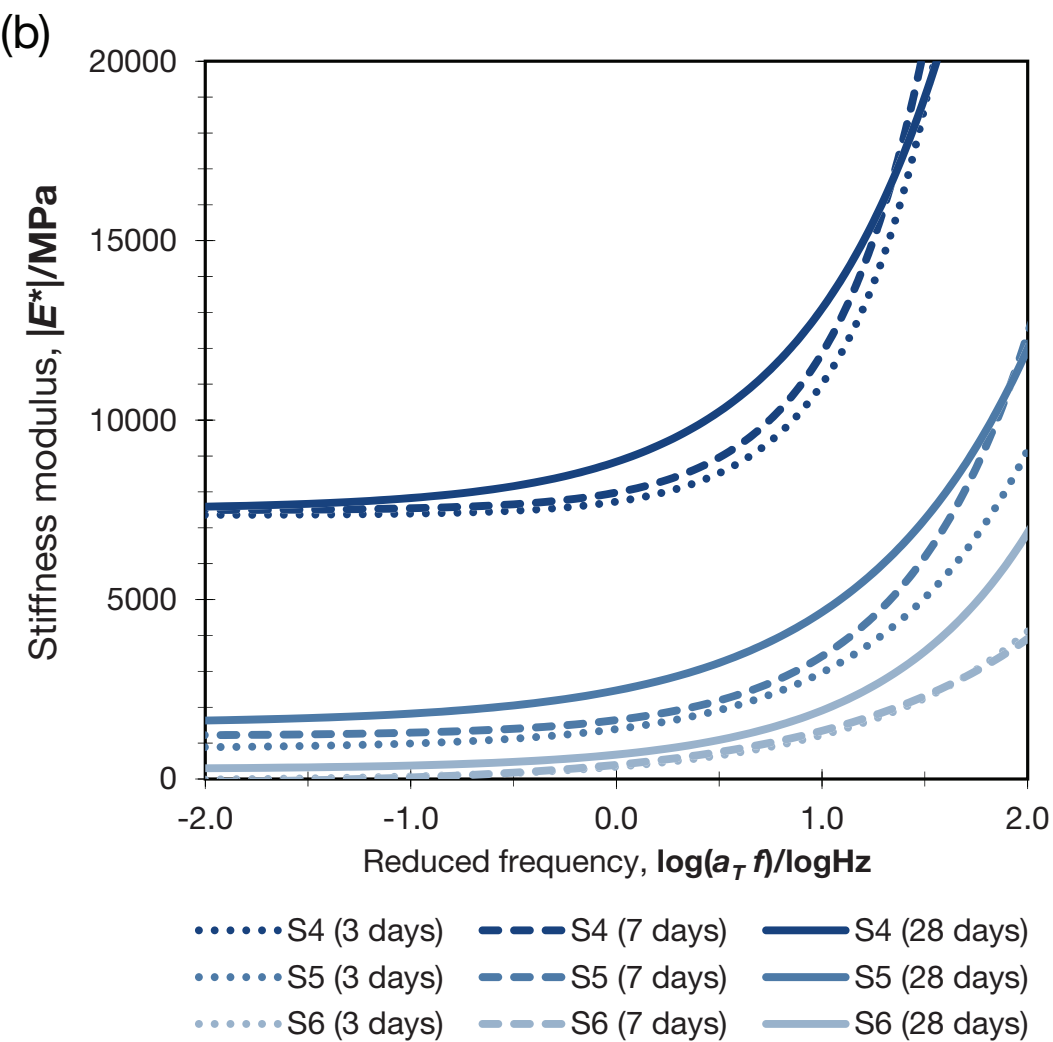 (b)
20000
15000
10000
5000
0
Stiffness modulus, |E*|/MPa
-2.0 -1.0 0.0 1.0 2.0
Reduced frequency, log(a_T f)/logHz
S4 (3 days) S4 (7 days) S4 (28 days)
S5 (3 days) S5 (7 days) S5 (28 days)
S6 (3 days) S6 (7 days) S6 (28 days)